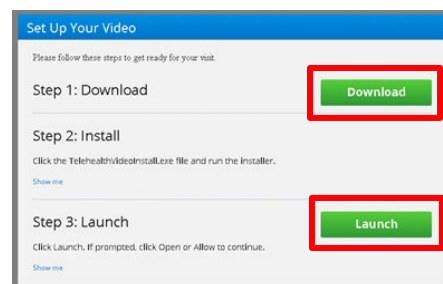 Set Up Your Video
Please follow these steps to get ready for your visit.
Step 1: Download
Download
Step 2: Install
Click the TelehealthVideoInstall.exe file and run the installer.
Show me
Step 3: Launch
Launch
Click Launch. If prompted, click Open or Allow to continue.
Show me